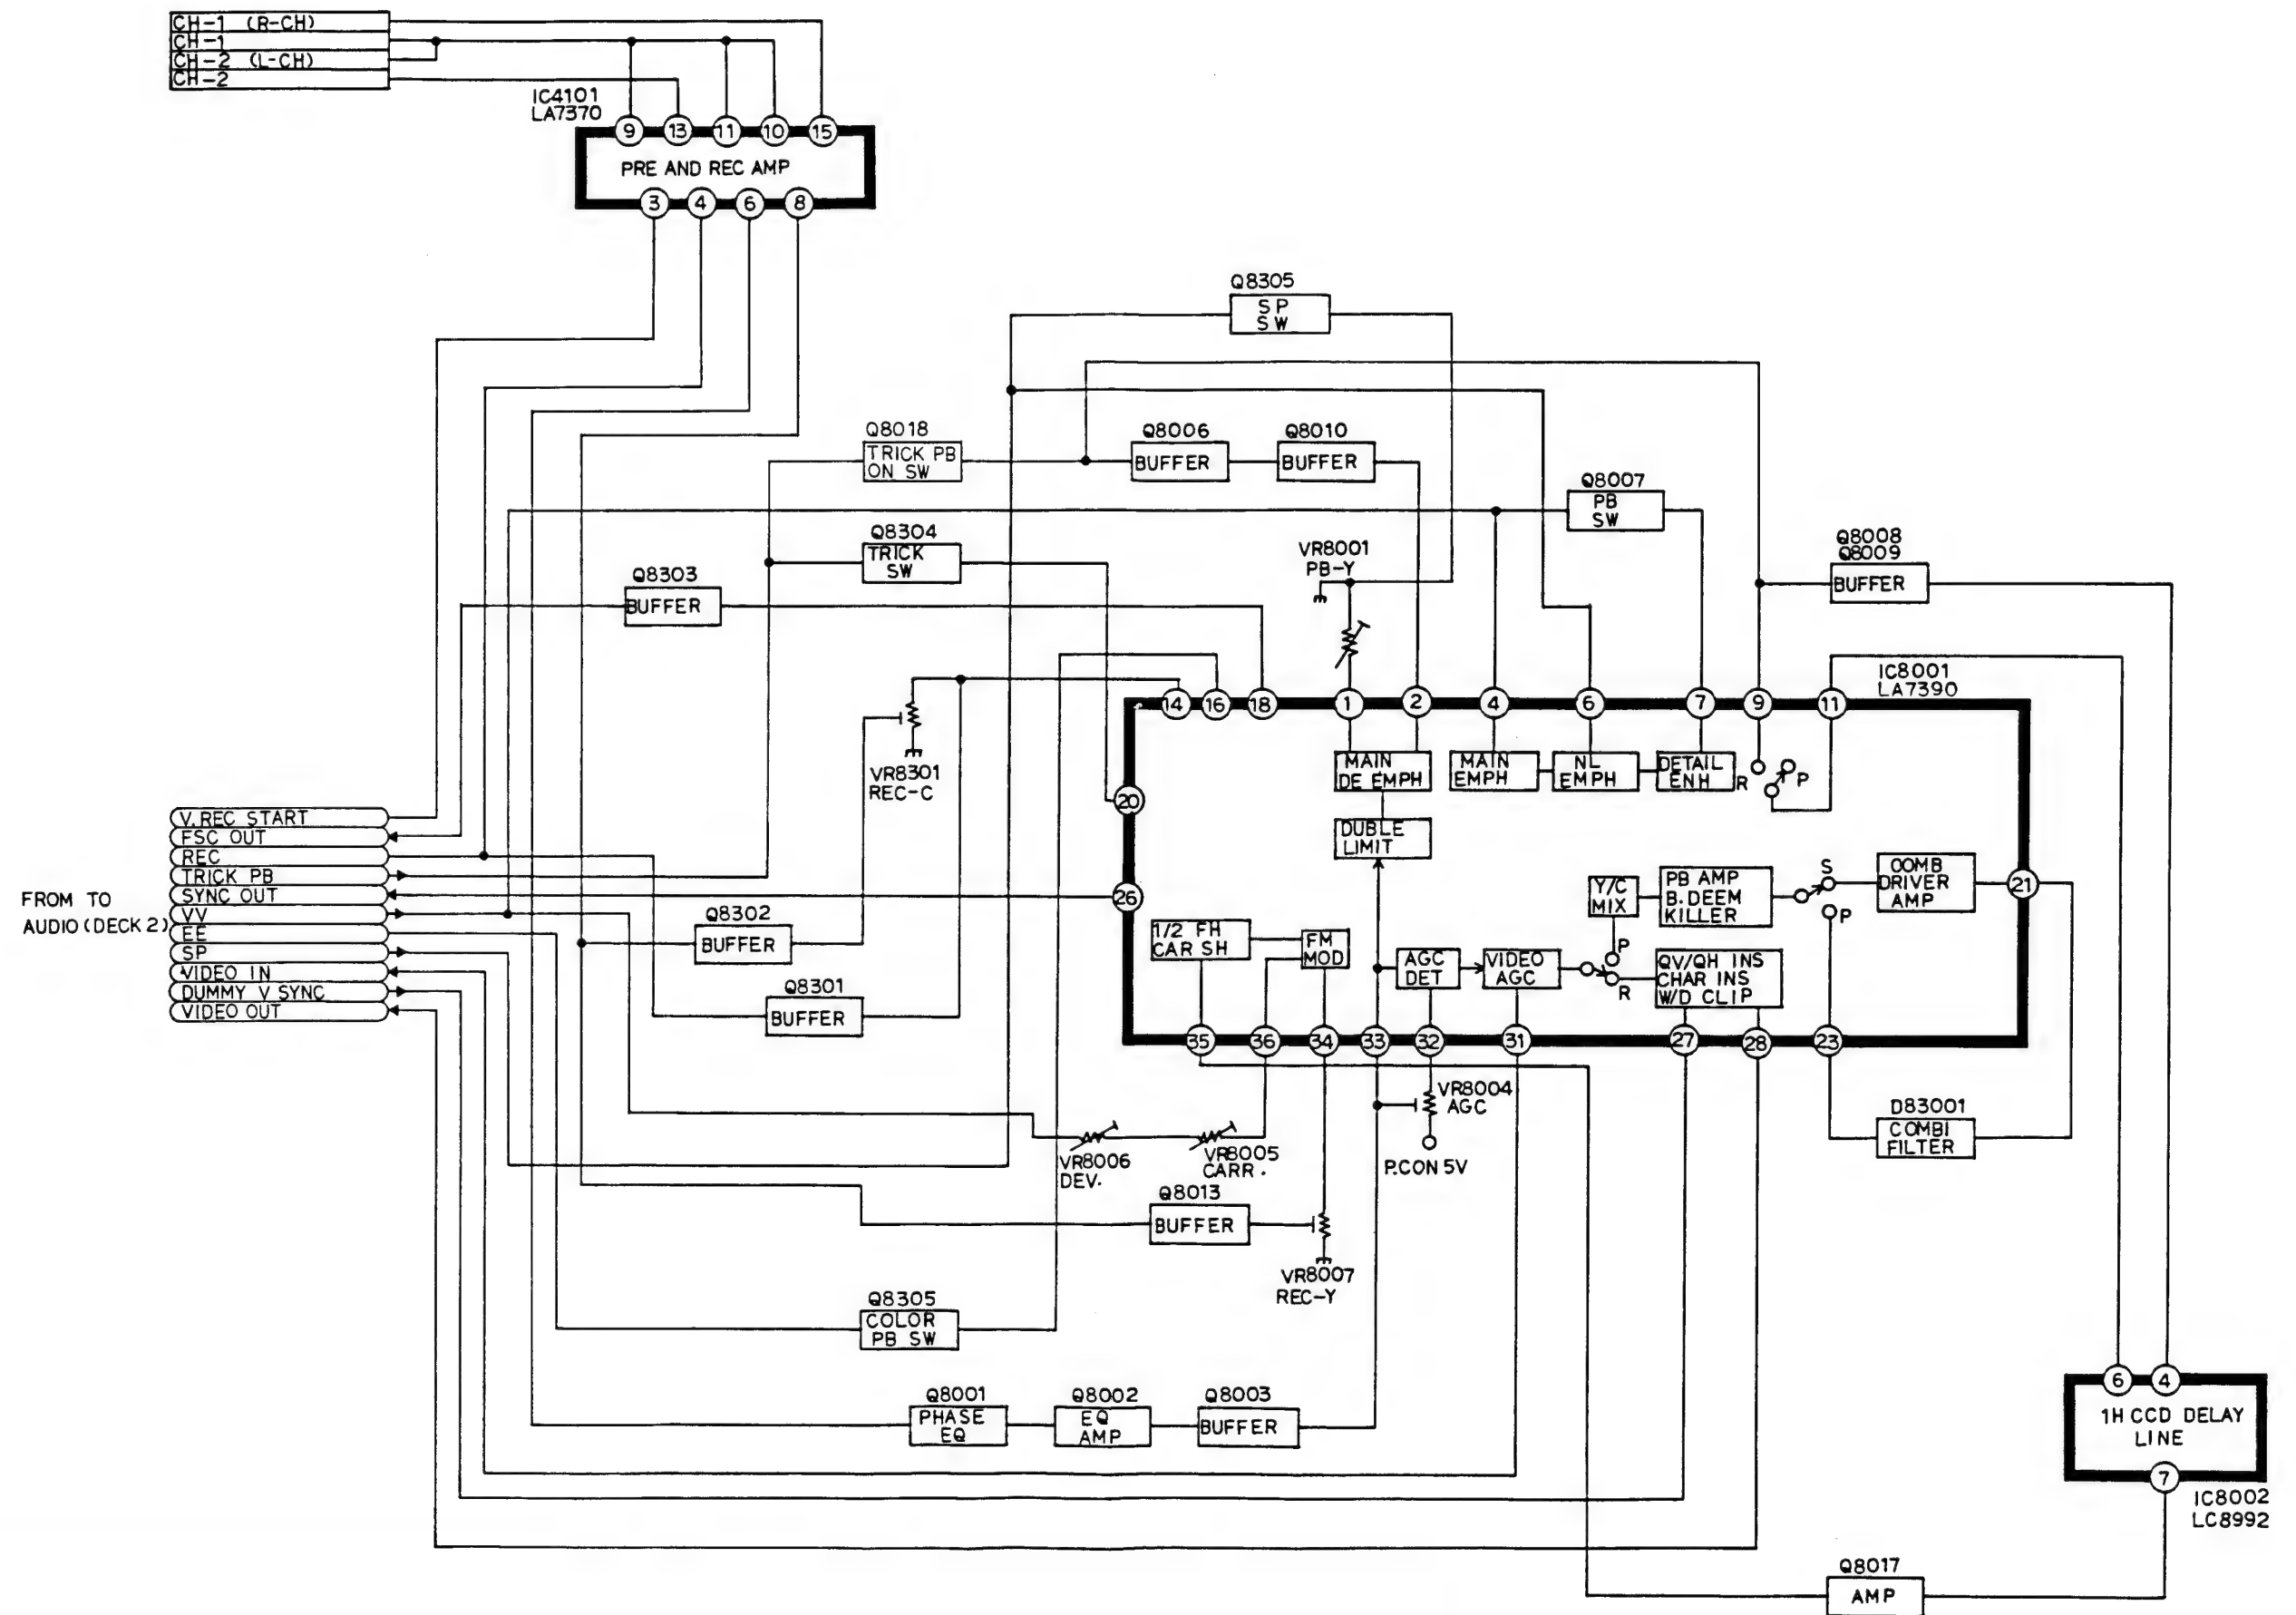 CH-1 (R-CH)
CH-1
CH-2 (L-CH)
CH-2
IC4101
LA7370
9 13 11 10 15
PRE AND REC AMP
3 4 6 8
Q8305
SP
SW
Q8018
TRICK PB
ON SW
Q8006
BUFFER
Q8010
BUFFER
Q8007
PB
SW
Q8304
TRICK
SW
VR8001
PB-Y
Q8008
Q8009
BUFFER
Q8303
BUFFER
IC8001
LA7390
14 16 18 1 2 4 6 7 9 11
VR8301
REC-C
MAIN
DE EMPH
MAIN
EMPH
NL
EMPH
DETAIL
ENH
R
P
20
DUBLE
LIMIT
FROM TO
AUDIO (DECK 2)
V.REC START
FSC OUT
REC
TRICK PB
SYNC OUT
VV
EE
SP
VIDEO IN
DUMMY V SYNC
VIDEO OUT
26
Q8302
BUFFER
Q8301
BUFFER
1/2 FH
CAR SH
FM
MOD
AGC
DET
VIDEO
AGC
P
R
Y/C
MIX
PB AMP
B. DEEM
KILLER
QV/QH INS
CHAR INS
W/D CLIP
S
P
COMB
DRIVER
AMP
21
35 36 34 33 32 31 27 28 23
VR8004
AGC
P.CON 5V
VR8006
DEV.
VR8005
CARR.
D83001
COMBI
FILTER
Q8013
BUFFER
VR8007
REC-Y
Q8305
COLOR
PB SW
Q8001
PHASE
EQ
Q8002
EQ
AMP
Q8003
BUFFER
6 4
1H CCD DELAY
LINE
7
IC8002
LC8992
Q8017
AMP